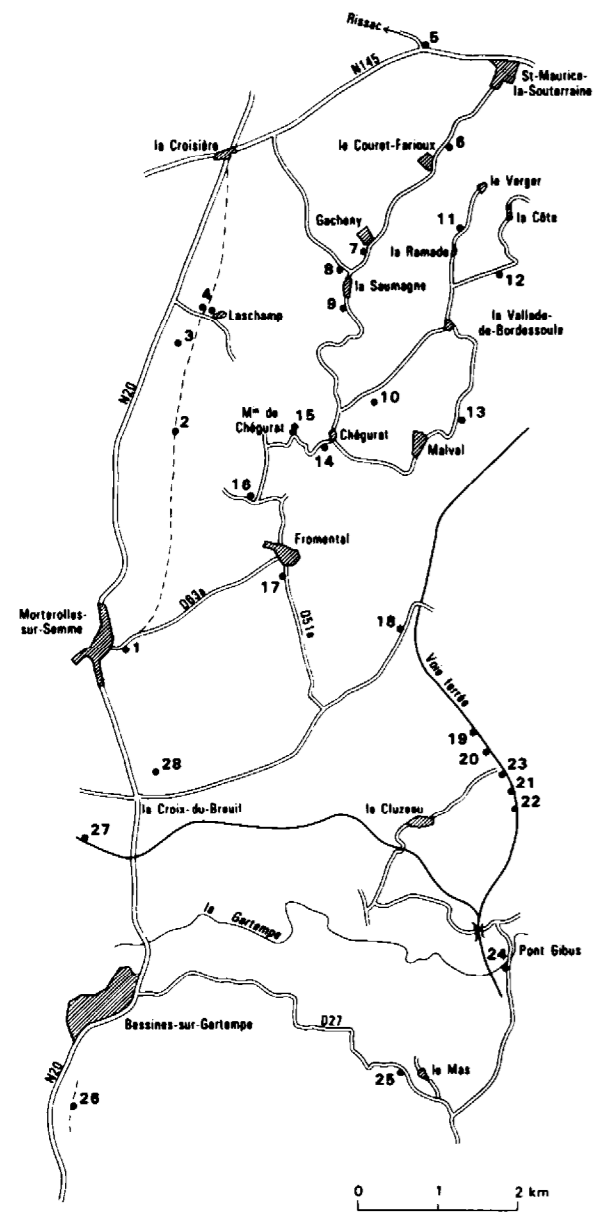 Rissac
5
N145
St-Maurice-
la-Souterraine
la Croisière
le Couret-Farioux
6
le Verger
Gacheny
11
la Côte
7
la Ramade
8
la Saumagne
12
4
9
Laschamp
la Vallade-
de-Bordessoule
3
N20
10
2
Min de
Chégurat
15
13
Chégurat
14
Malval
16
Fromental
17
D63a
Morterolles-
sur-Semme
D51a
1
18
Voie ferrée
19
20
28
23
21
la Croix-du-Breuil
le Cluzeau
22
27
la Gartempe
24
Pont Gibus
Bessines-sur-Gartempe
D27
N20
25
le Mas
26
0 1 2 km